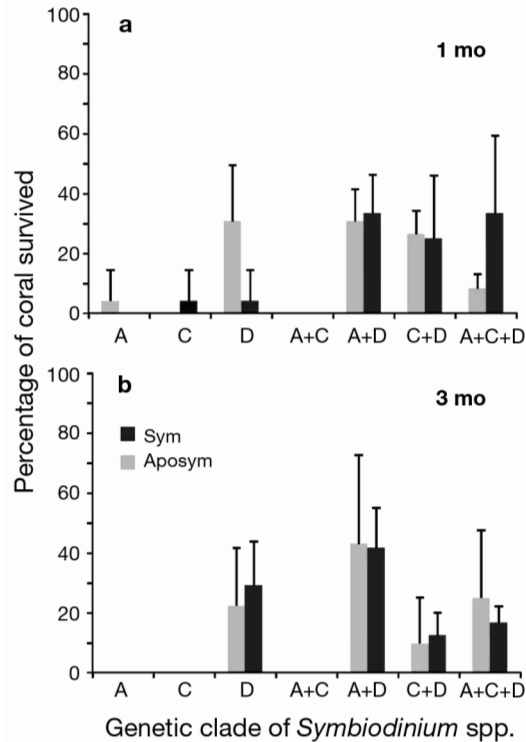 Percentage of coral survived
a
1 mo
100
80
60
40
20
0
A C D A+C A+D C+D A+C+D
b
3 mo
Sym
Aposym
100
80
60
40
20
0
A C D A+C A+D C+D A+C+D
Genetic clade of Symbiodinium spp.